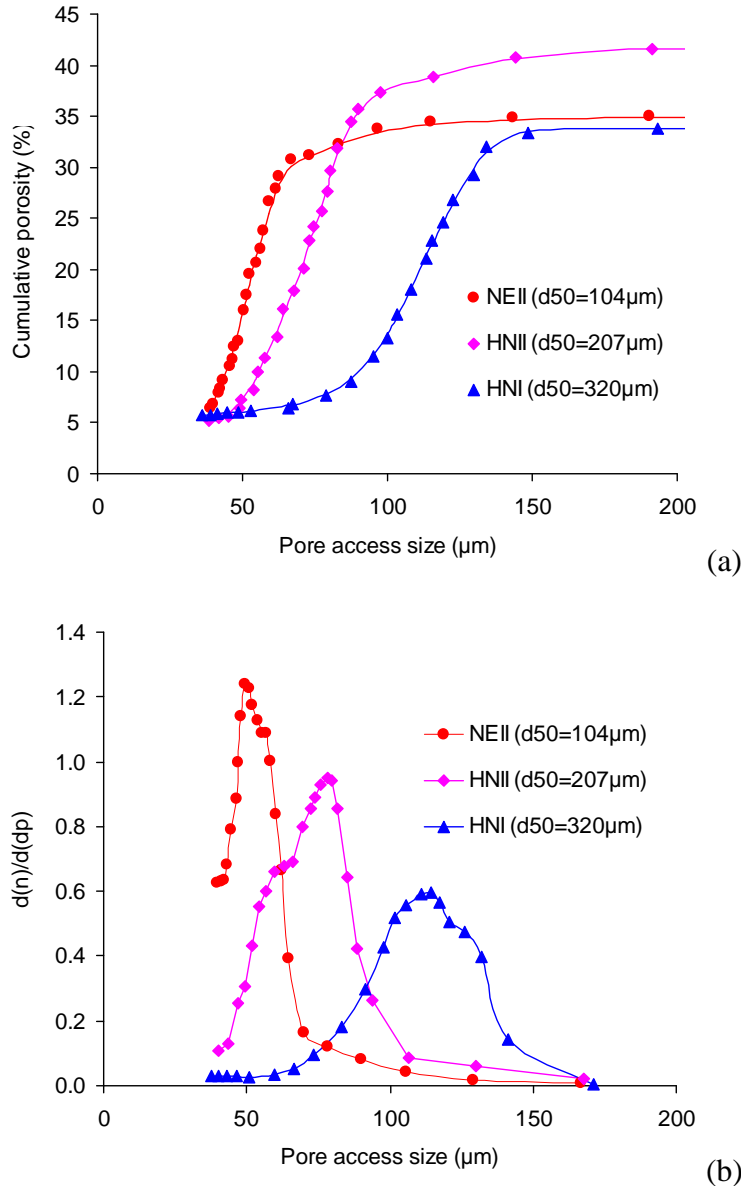 45
40
35
30
25
20
15
10
5
0
Cumulative porosity (%)
NEII (d50=104µm)
HNII (d50=207µm)
HNI (d50=320µm)
0 50 100 150 200
Pore access size (µm)
(a)
1.4
1.2
1.0
0.8
0.6
0.4
0.2
0.0
d(n)/d(dp)
NEII (d50=104µm)
HNII (d50=207µm)
HNI (d50=320µm)
0 50 100 150 200
Pore access size (µm)
(b)